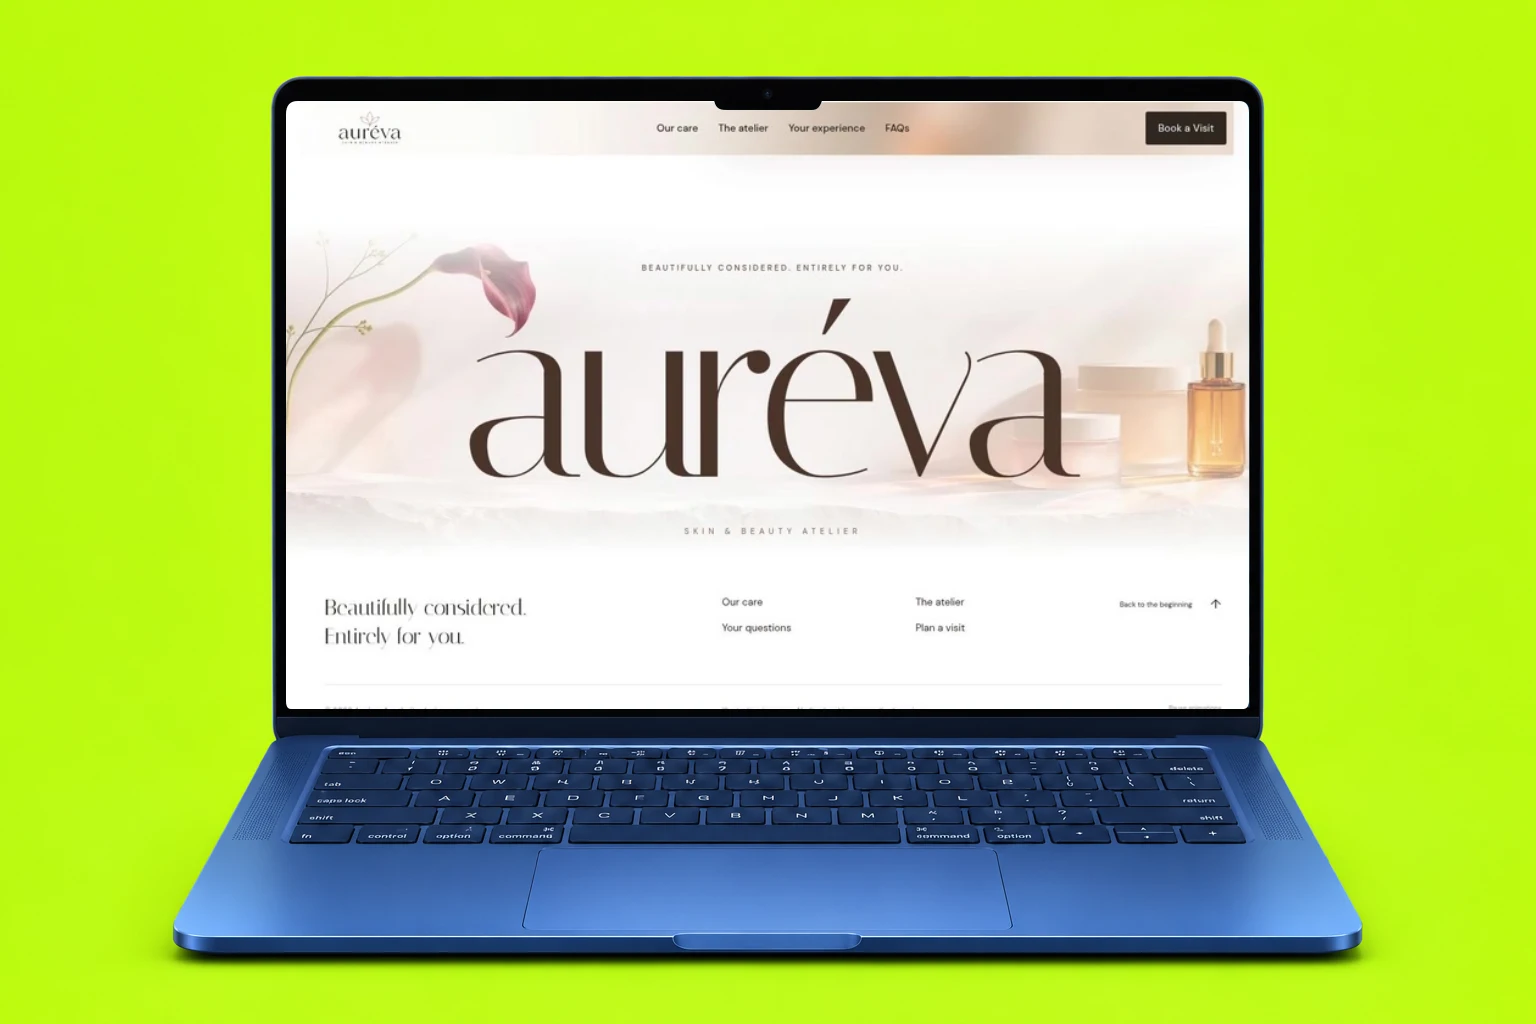 auréva
Our care
The atelier
Your experience
FAQs
Book a Visit
BEAUTIFULLY CONSIDERED. ENTIRELY FOR YOU.
auréva
SKIN & BEAUTY ATELIER
Beautifully considered.
Entirely for you.
Our care
The atelier
Back to the beginning
Your questions
Plan a visit
delete
tab
caps lock
return
shift
shift
fn
control
option
command
command
option